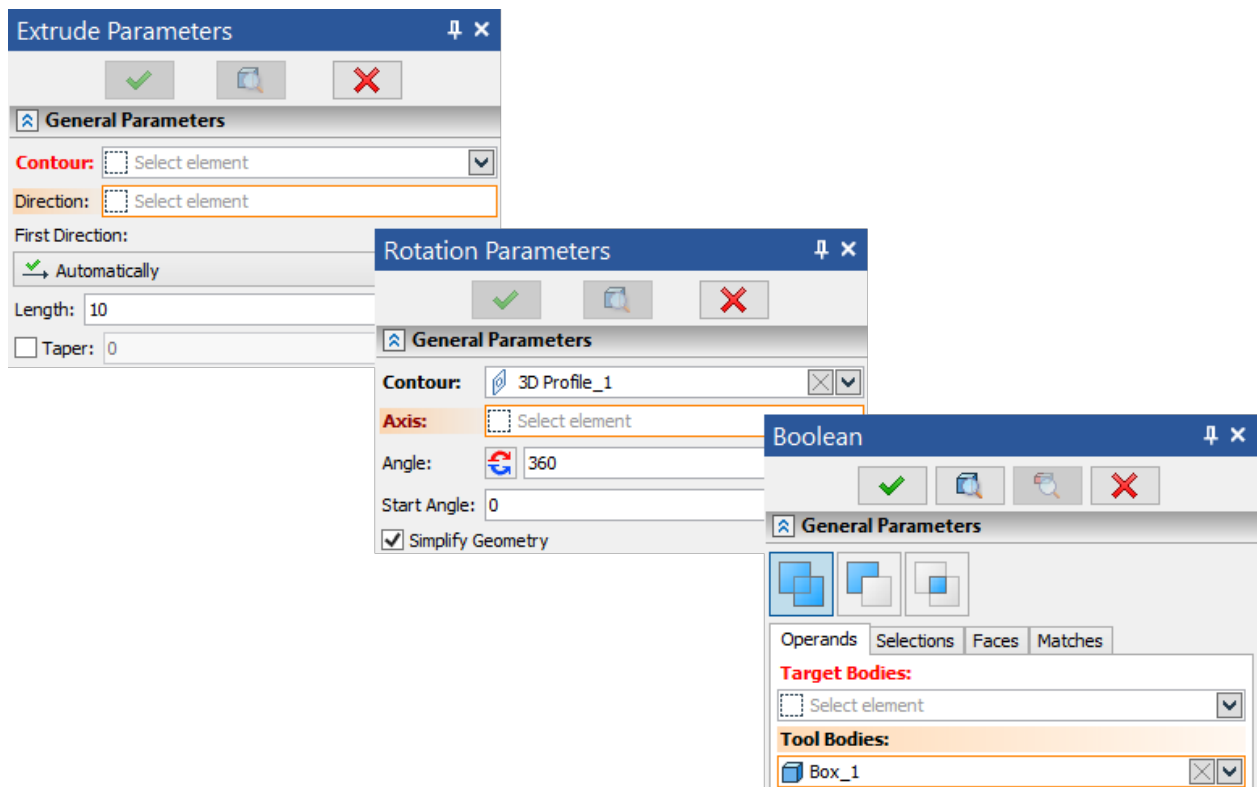 Extrude Parameters
General Parameters
Contour: Select element
Direction: Select element
First Direction:
Automatically
Length: 10
Taper: 0
Rotation Parameters
General Parameters
Contour: 3D Profile_1
Axis: Select element
Angle: 360
Start Angle: 0
Simplify Geometry
Boolean
General Parameters
Operands Selections Faces Matches
Target Bodies:
Select element
Tool Bodies:
Box_1